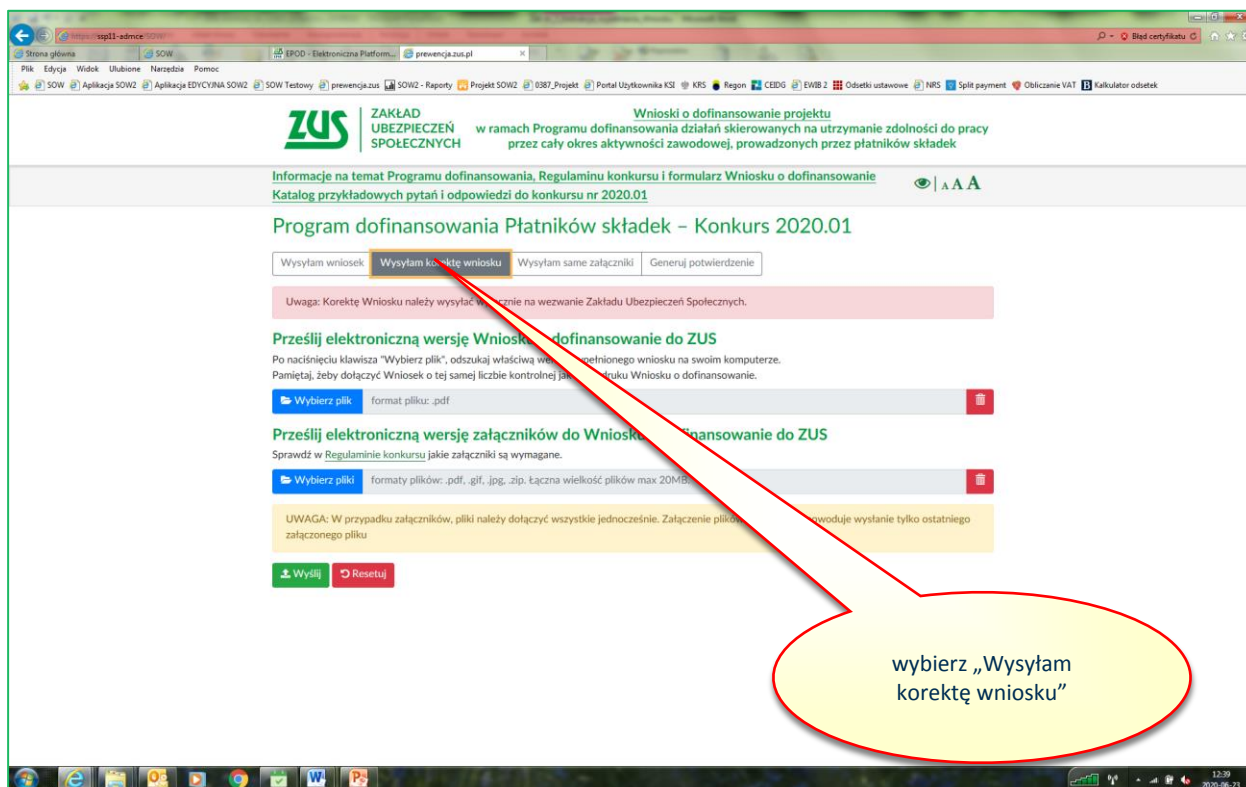 https://ssp11-admce/SOW/
Błąd certyfikatu
Strona główna
SOW
EPOD - Elektroniczna Platform...
prewencja.zus.pl
Plik Edycja Widok Ulubione Narzędzia Pomoc
SOW Aplikacja SOW2 Aplikacja EDYCYJNA SOW2 SOW Testowy prewencja.zus SOW2 - Raporty Projekt SOW2 0387_Projekt Portal Użytkownika KSI KRS Regon CEIDG EWIB 2 Odsetki ustawowe NRS Split payment Obliczanie VAT Kalkulator odsetek
ZUS
ZAKŁAD
UBEZPIECZEŃ
SPOŁECZNYCH
Wnioski o dofinansowanie projektu
w ramach Programu dofinansowania działań skierowanych na utrzymanie zdolności do pracy
przez cały okres aktywności zawodowej, prowadzonych przez płatników składek
Informacje na temat Programu dofinansowania, Regulaminu konkursu i formularz Wniosku o dofinansowanie
Katalog przykładowych pytań i odpowiedzi do konkursu nr 2020.01
A A A
Program dofinansowania Płatników składek – Konkurs 2020.01
Wysyłam wniosek Wysyłam korektę wniosku Wysyłam same załączniki Generuj potwierdzenie
Uwaga: Korektę Wniosku należy wysyłać na wezwanie Zakładu Ubezpieczeń Społecznych.
Prześlij elektroniczną wersję dofinansowanie do ZUS
Po naciśnięciu klawisza "Wybierz plik", odszukaj właściwą wniosku na swoim komputerze.
Pamiętaj, żeby dołączyć Wniosek o tej samej liczbie kontrolnej Wniosku o dofinansowanie.
Wybierz plik format pliku: .pdf
Prześlij elektroniczną wersję załączników do do ZUS
Sprawdź w Regulaminie konkursu jakie załączniki są wymagane.
Wybierz pliki formaty plików: .pdf, .gif, .jpg, .zip. Łączna wielkość plików max 20MB
UWAGA: W przypadku załączników, pliki należy dołączyć wszystkie jednocześnie. Załączenie wysłanie tylko ostatniego
załączonego pliku
Wyślij Resetuj
wybierz „Wysyłam
korektę wniosku”
12:39
2020-06-23